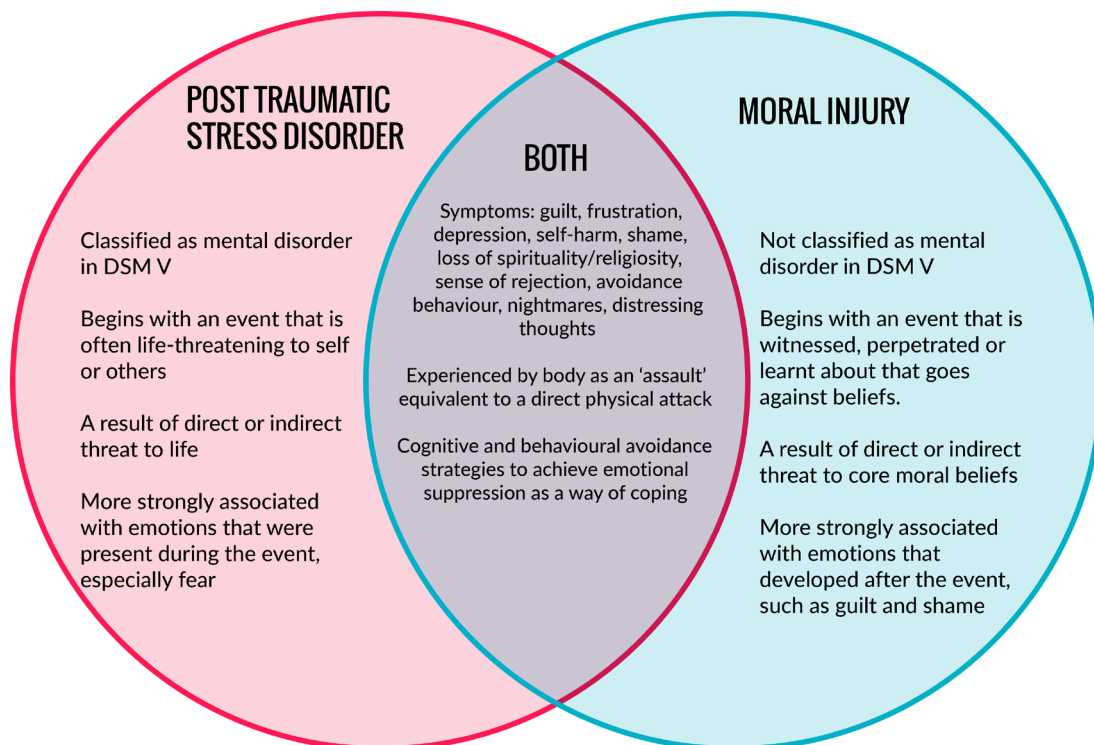 POST TRAUMATIC
STRESS DISORDER
Classified as mental disorder
in DSM V
Begins with an event that is
often life-threatening to self
or others
A result of direct or indirect
threat to life
More strongly associated
with emotions that were
present during the event,
especially fear
BOTH
Symptoms: guilt, frustration,
depression, self-harm, shame,
loss of spirituality/religiosity,
sense of rejection, avoidance
behaviour, nightmares, distressing
thoughts
Experienced by body as an ‘assault’
equivalent to a direct physical attack
Cognitive and behavioural avoidance
strategies to achieve emotional
suppression as a way of coping
MORAL INJURY
Not classified as mental
disorder in DSM V
Begins with an event that is
witnessed, perpetrated or
learnt about that goes
against beliefs.
A result of direct or indirect
threat to core moral beliefs
More strongly associated
with emotions that
developed after the event,
such as guilt and shame